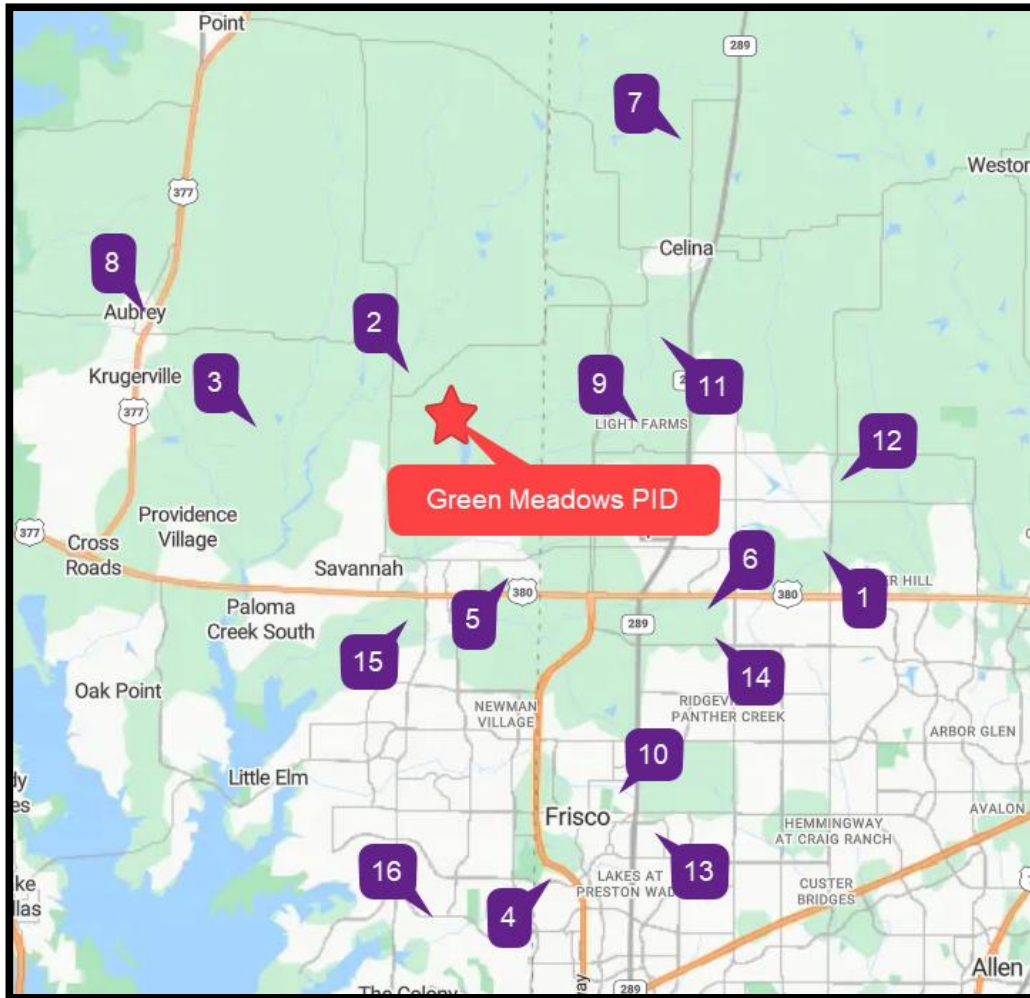 Point
289
7
Weston
377
Celina
8
Aubrey
2
Krugerville
3
9
11
377
LIGHT FARMS
12
Green Meadows PID
Providence
Village
377
Cross
Roads
Savannah
6
5
380
380
1
Paloma
Creek South
289
15
14
Oak Point
NEWMAN
VILLAGE
PANTHER CREEK
ARBOR GLEN
10
Little Elm
Frisco
AVALON
HEMMINGWAY
AT CRAIG RANCH
16
LAKES AT
13
CUSTER
BRIDGES
4
Allen
The Colony
289